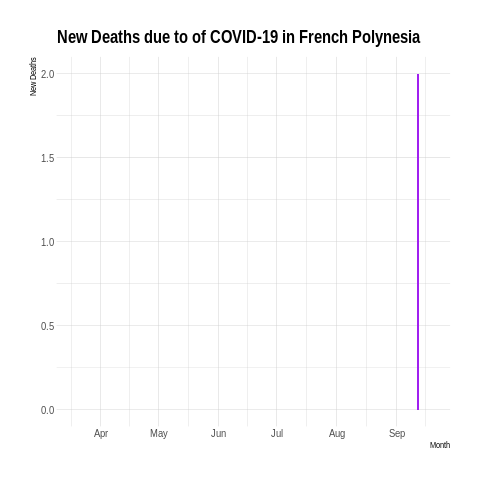 New Deaths due to of COVID-19 in French Polynesia
New Deaths
2.0
1.5
1.0
0.5
0.0
Apr May Jun Jul Aug Sep
Month